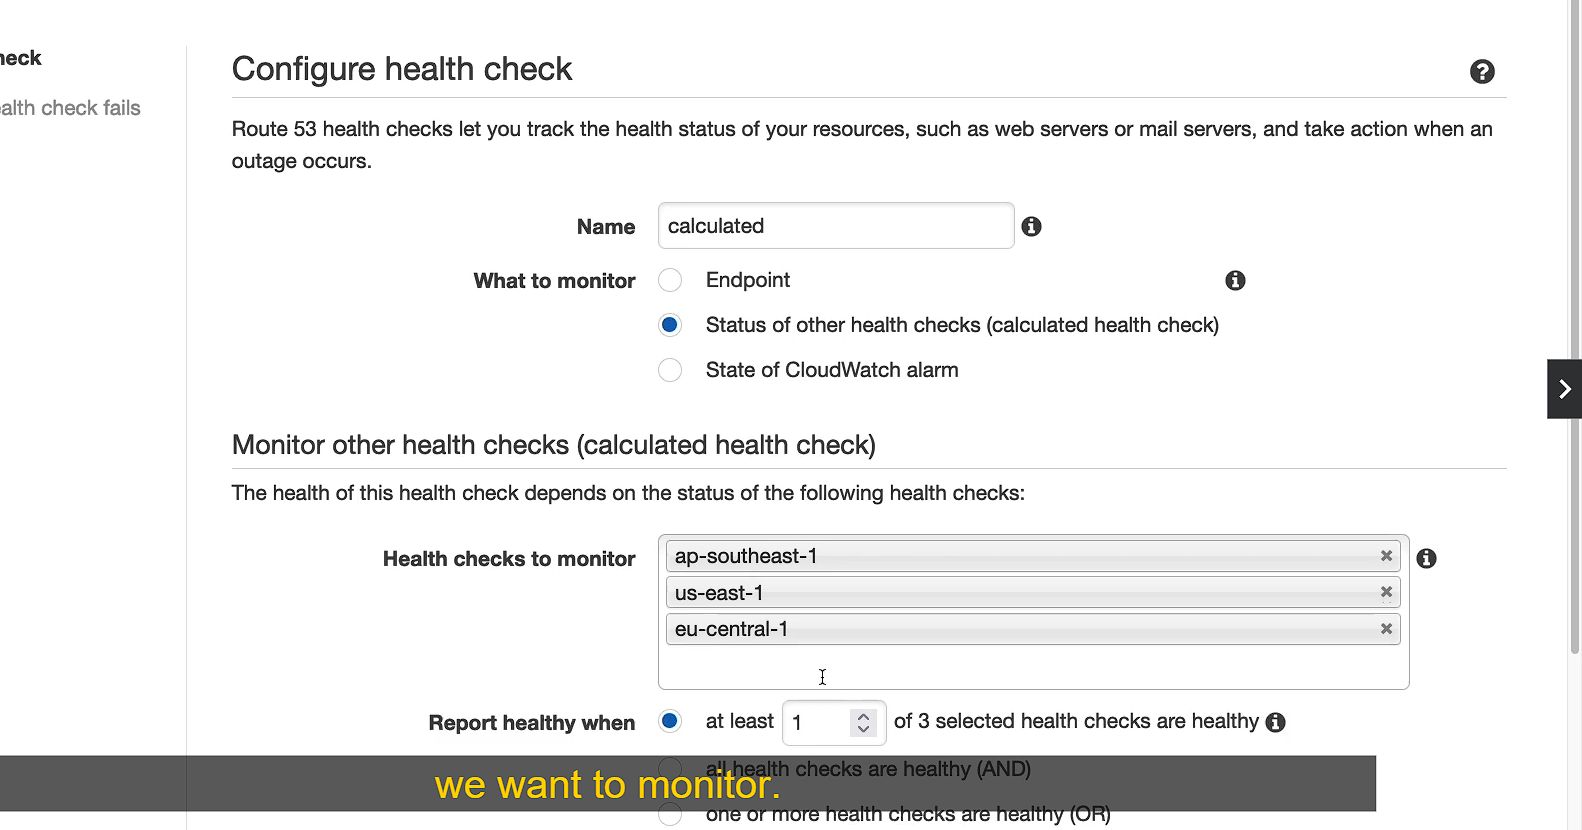 heck
alth check fails
Configure health check
Route 53 health checks let you track the health status of your resources, such as web servers or mail servers, and take action when an
outage occurs.
Name calculated
What to monitor Endpoint
Status of other health checks (calculated health check)
State of CloudWatch alarm
Monitor other health checks (calculated health check)
The health of this health check depends on the status of the following health checks:
Health checks to monitor ap-southeast-1
us-east-1
eu-central-1
Report healthy when at least 1 of 3 selected health checks are healthy
all health checks are healthy (AND)
we want to monitor.
one or more health checks are healthy (OR)